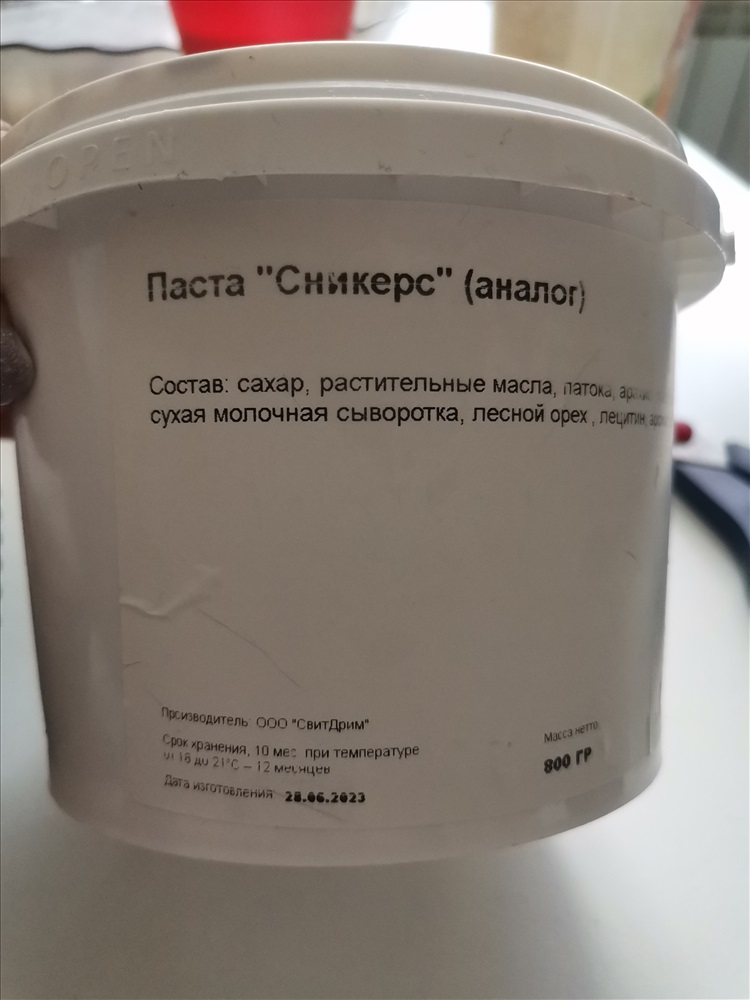 OPEN
Паста "Сникерс" (аналог)
Состав: сахар, растительные масла, патока,
сухая молочная сыворотка, лесной орех , лецитин,
Производитель: ООО "СвитДрим"
Срок хранения, 10 мес при температуре
от 18 до 21°С – 12 месяцев
Масса нетто
800 ГР
Дата изготовления 28.06.2023